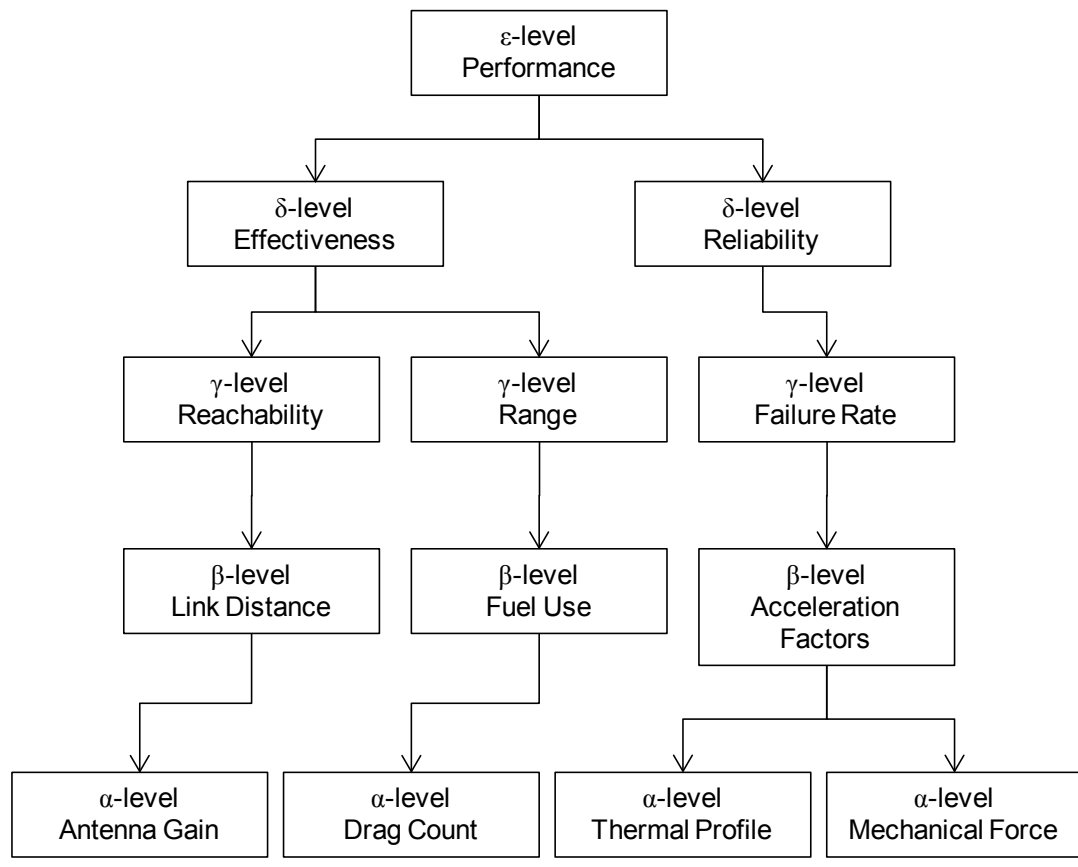 ε-level
Performance
δ-level
Effectiveness
δ-level
Reliability
γ-level
Reachability
γ-level
Range
γ-level
Failure Rate
β-level
Link Distance
β-level
Fuel Use
β-level
Acceleration
Factors
α-level
Antenna Gain
α-level
Drag Count
α-level
Thermal Profile
α-level
Mechanical Force